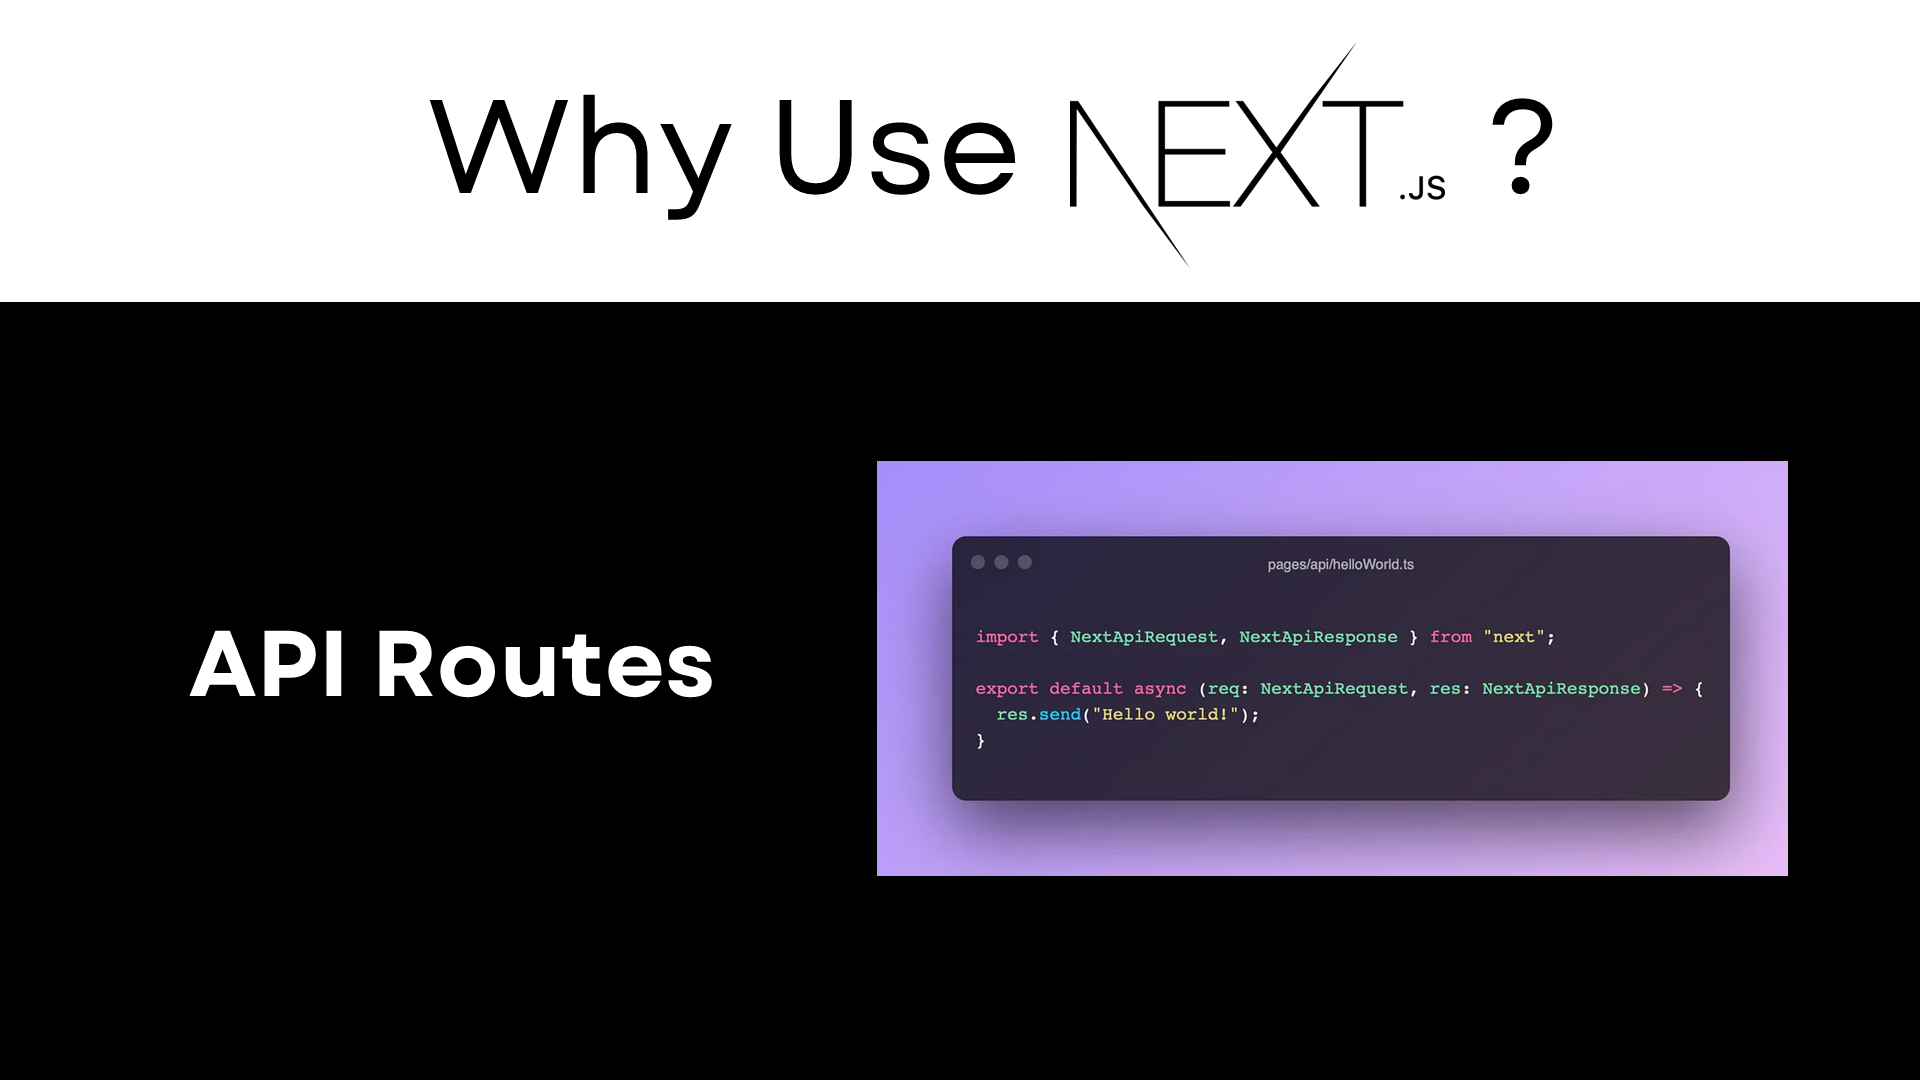 Why Use NEXT.JS ?
API Routes
pages/api/helloWorld.ts
import { NextApiRequest, NextApiResponse } from "next";
export default async (req: NextApiRequest, res: NextApiResponse) => {
  res.send("Hello world!");
}